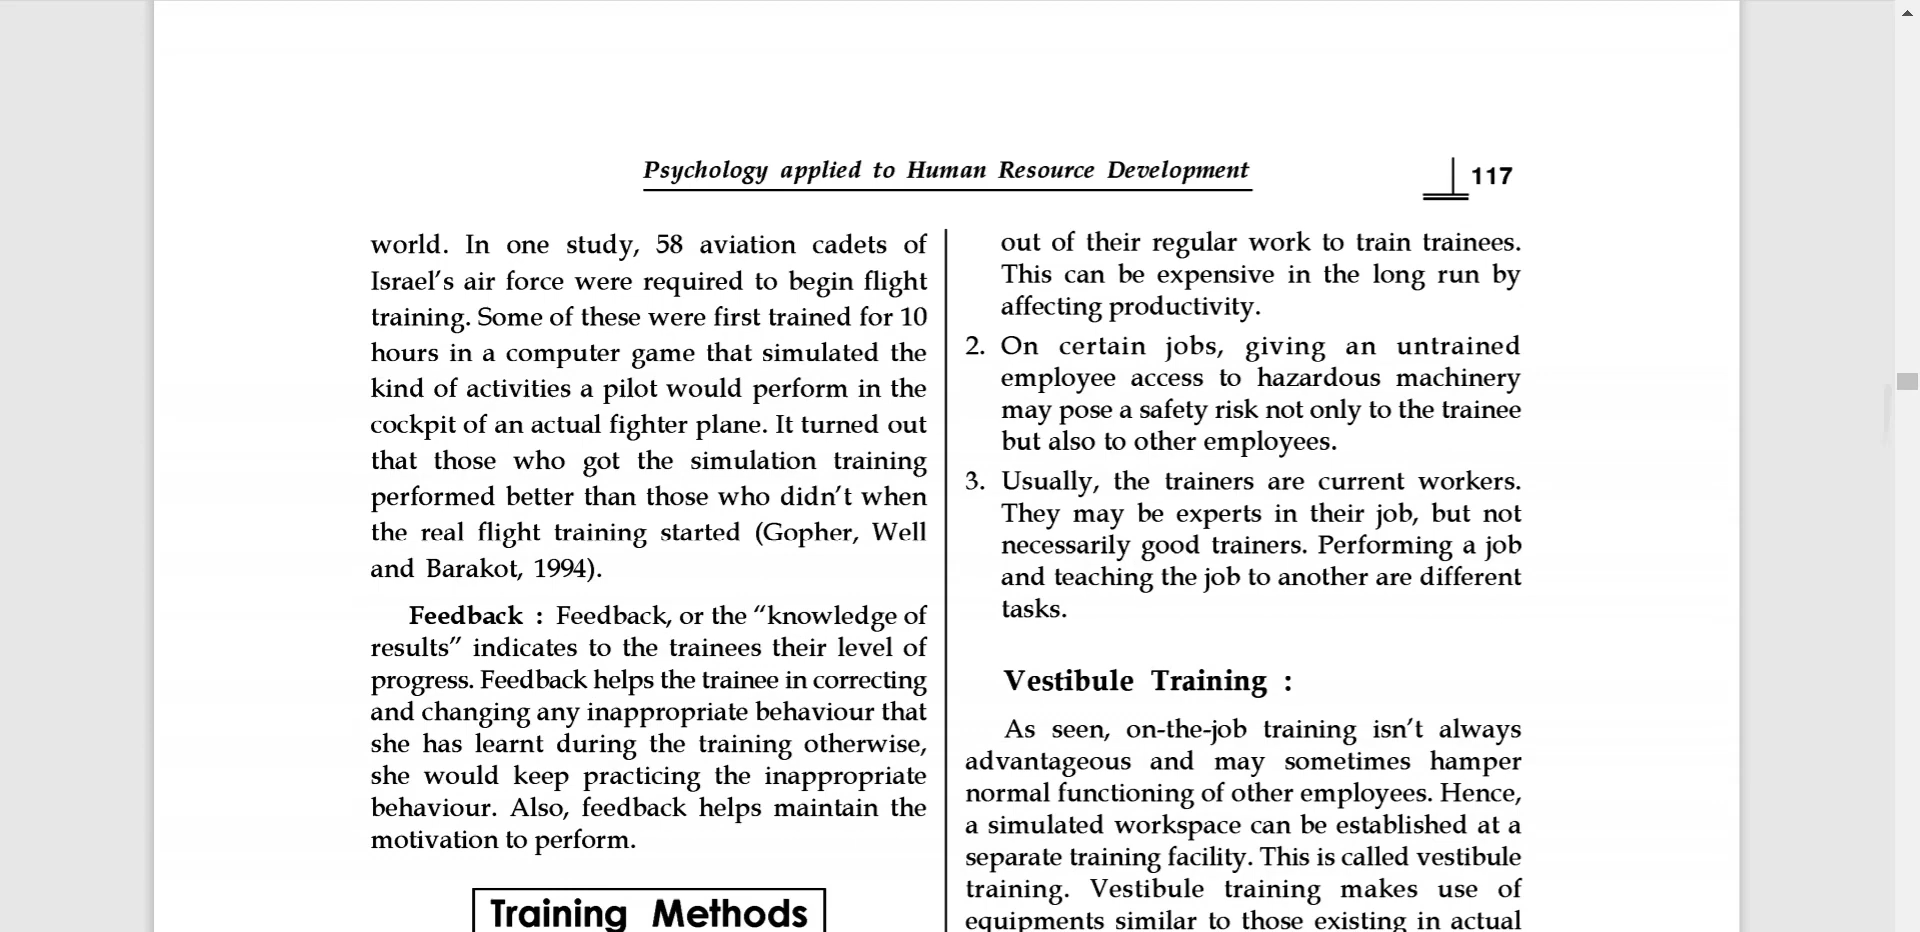 Psychology applied to Human Resource Development
117
world. In one study, 58 aviation cadets of
Israel's air force were required to begin flight
training. Some of these were first trained for 10
hours in a computer game that simulated the
kind of activities a pilot would perform in the
cockpit of an actual fighter plane. It turned out
that those who got the simulation training
performed better than those who didn't when
the real flight training started (Gopher, Well
and Barakot, 1994).
Feedback : Feedback, or the "knowledge of
results" indicates to the trainees their level of
progress. Feedback helps the trainee in correcting
and changing any inappropriate behaviour that
she has learnt during the training otherwise,
she would keep practicing the inappropriate
behaviour. Also, feedback helps maintain the
motivation to perform.
Training Methods
out of their regular work to train trainees.
This can be expensive in the long run by
affecting productivity.
2. On certain jobs, giving an untrained
employee access to hazardous machinery
may pose a safety risk not only to the trainee
but also to other employees.
3. Usually, the trainers are current workers.
They may be experts in their job, but not
necessarily good trainers. Performing a job
and teaching the job to another are different
tasks.
Vestibule Training :
As seen, on-the-job training isn't always
advantageous and may sometimes hamper
normal functioning of other employees. Hence,
a simulated workspace can be established at a
separate training facility. This is called vestibule
training. Vestibule training makes use of
equipments similar to those existing in actual